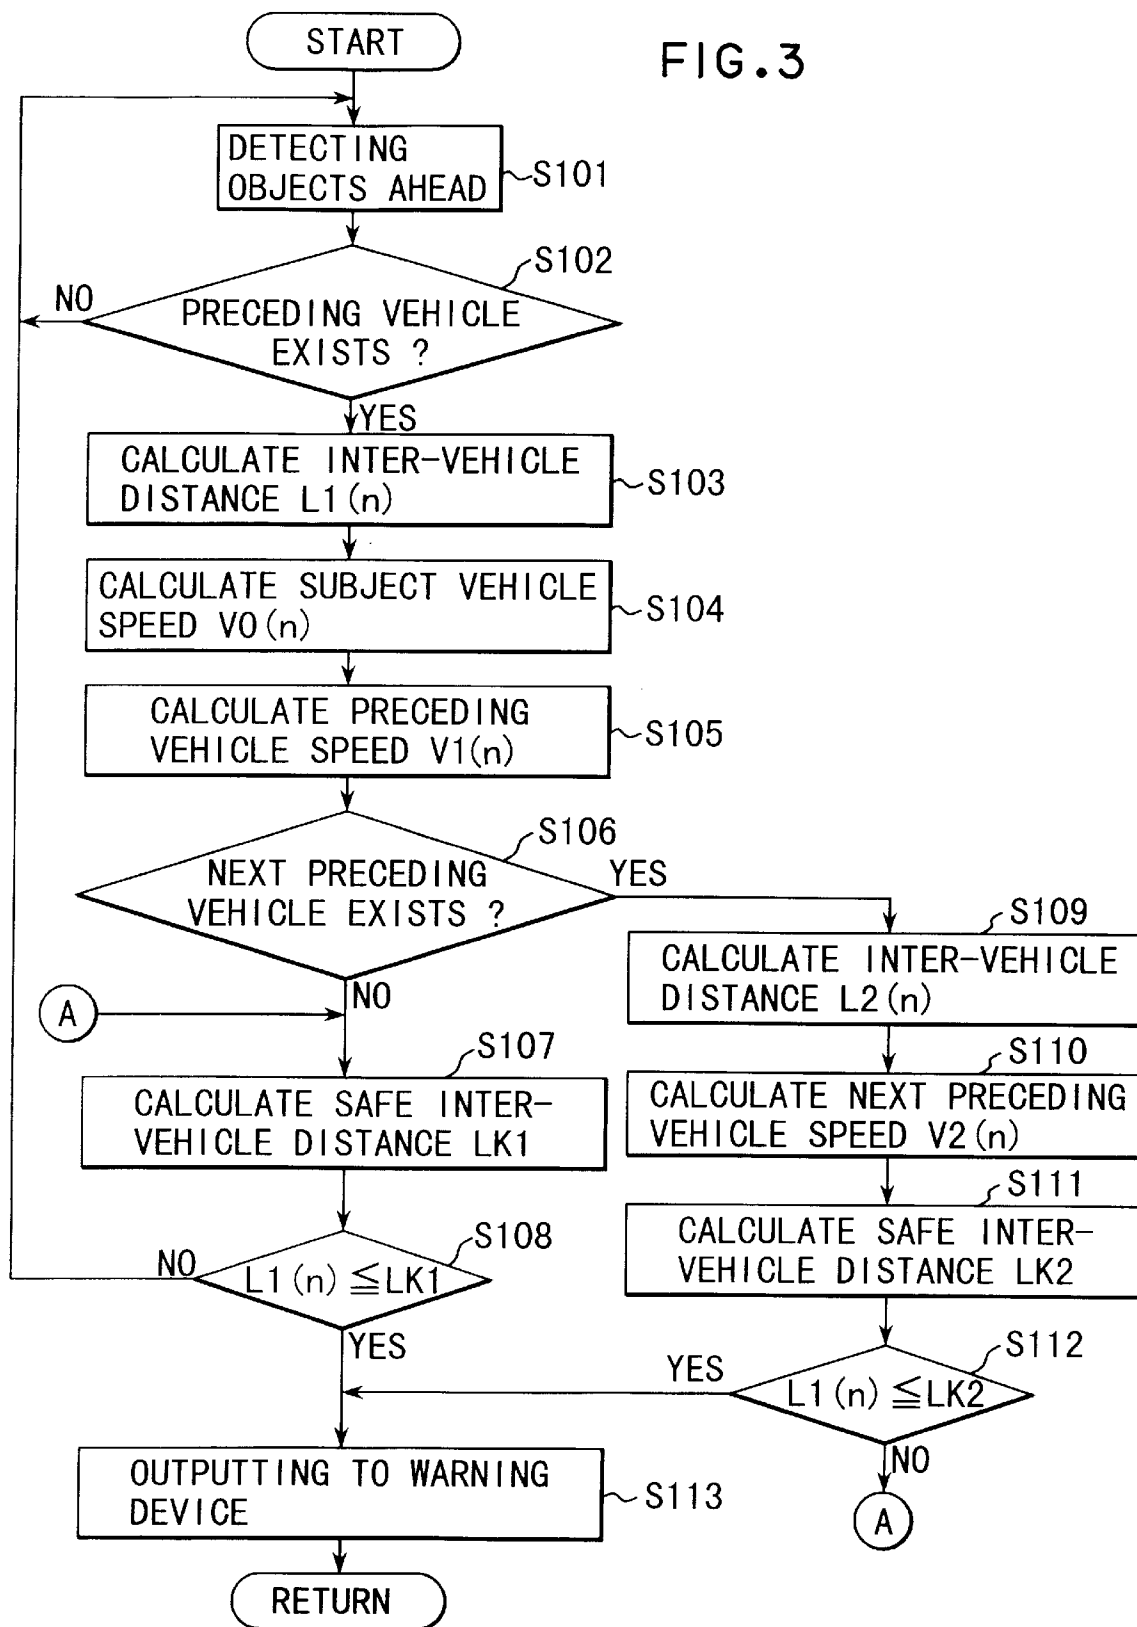 START
FIG.3
DETECTING
OBJECTS AHEAD
S101
S102
NO
PRECEDING VEHICLE
EXISTS ?
YES
CALCULATE INTER-VEHICLE
DISTANCE L1(n)
S103
CALCULATE SUBJECT VEHICLE
SPEED V0(n)
S104
CALCULATE PRECEDING
VEHICLE SPEED V1(n)
S105
S106
NEXT PRECEDING
VEHICLE EXISTS ?
YES
NO
A
S107
CALCULATE SAFE INTER-
VEHICLE DISTANCE LK1
S108
NO
L1(n) ≦LK1
YES
S109
CALCULATE INTER-VEHICLE
DISTANCE L2(n)
S110
CALCULATE NEXT PRECEDING
VEHICLE SPEED V2(n)
S111
CALCULATE SAFE INTER-
VEHICLE DISTANCE LK2
S112
YES
L1(n) ≦LK2
NO
A
OUTPUTTING TO WARNING
DEVICE
S113
RETURN